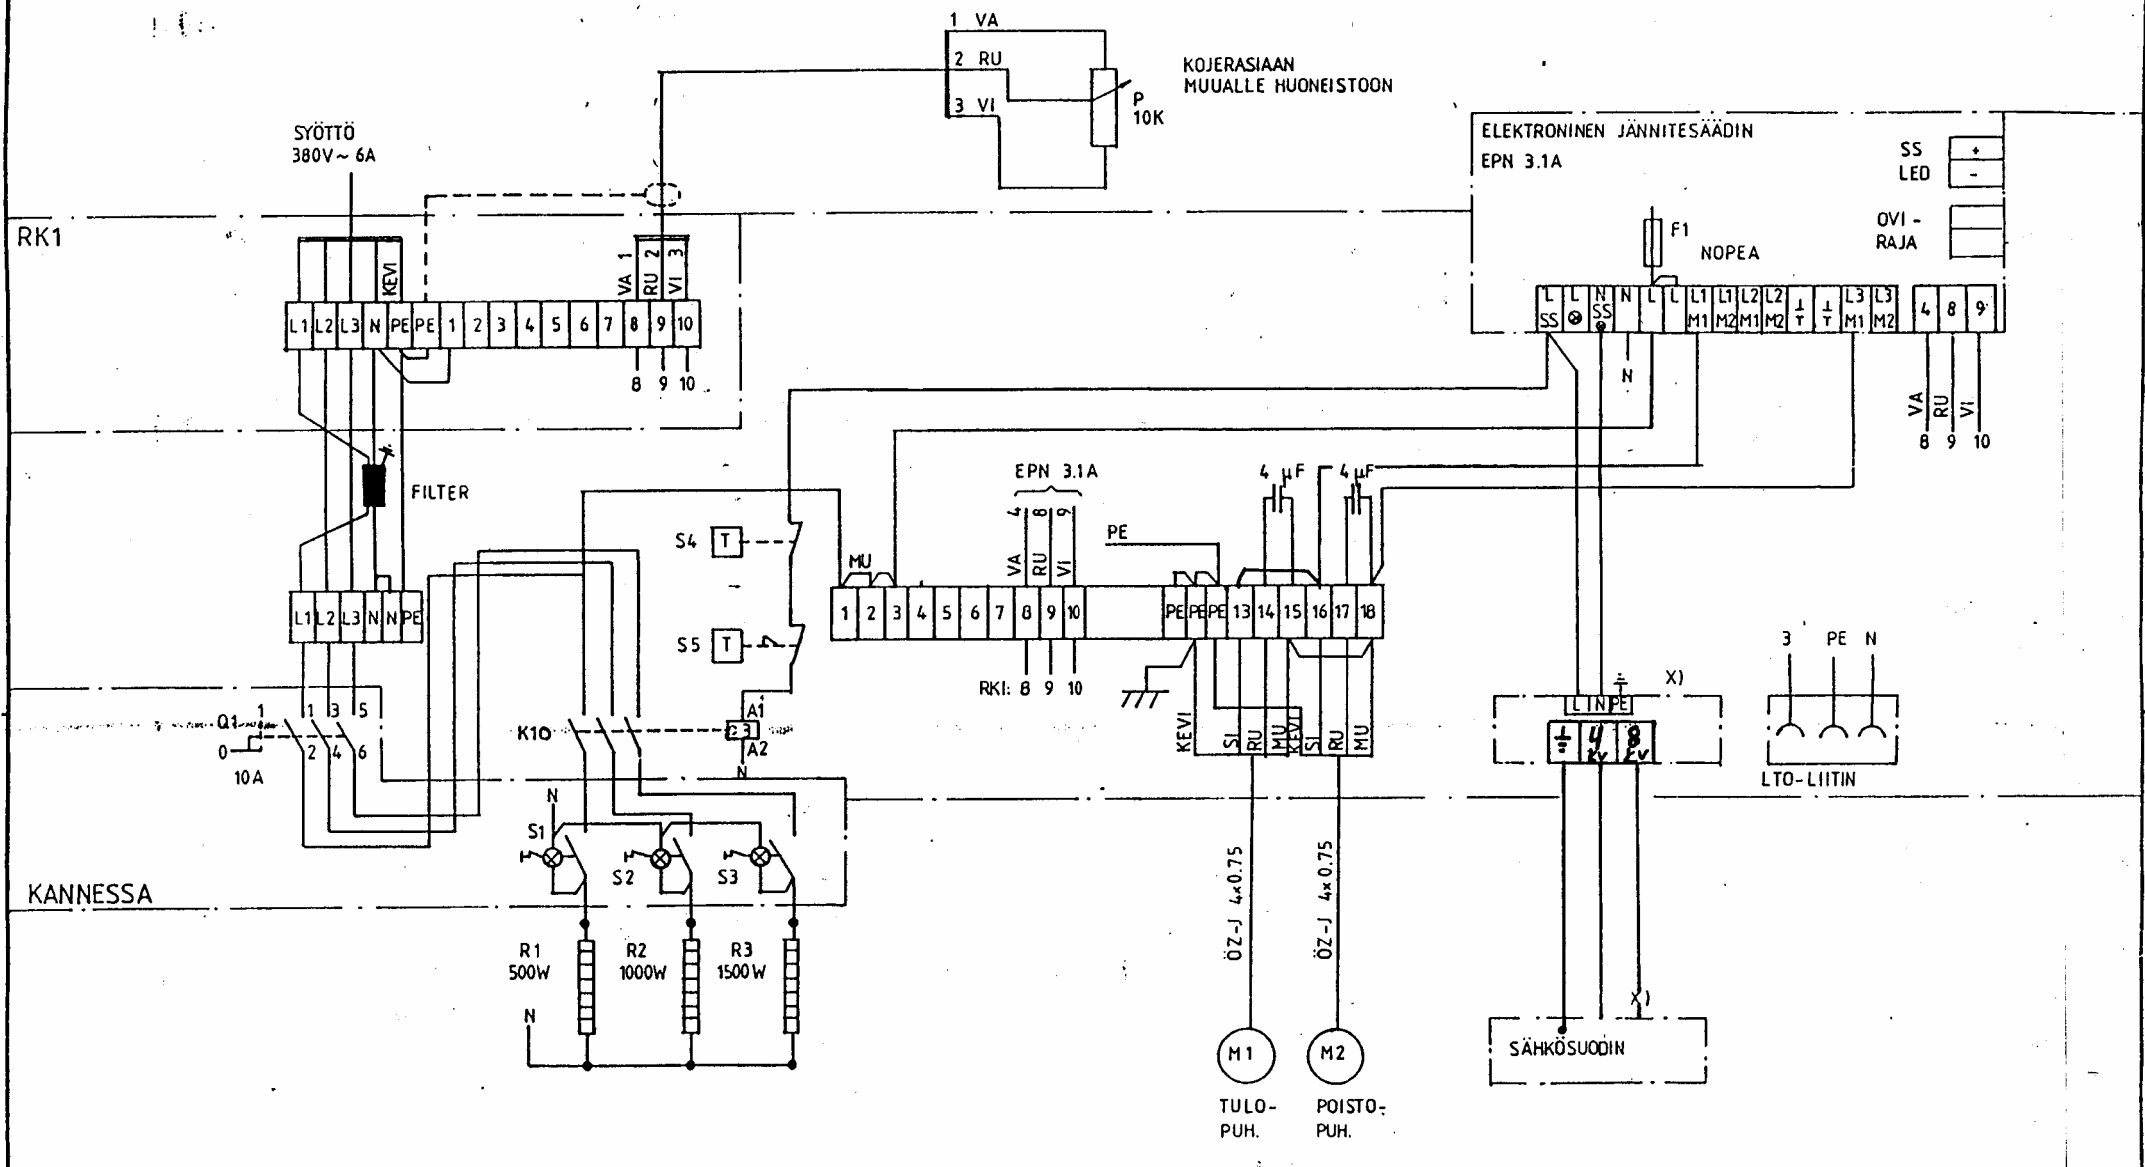 1 VA
2 RU
3 VI
P
10K
KOJERASIAAN
MUUALLE HUONEISTOON
SYÖTTÖ
380V~ 6A
ELEKTRONINEN JÄNNITESÄÄDIN
EPN 3.1A
SS
LED
+
-
OVI-
RAJA
F1
NOPEA
RK1
KEVI
VA 1
RU 2
VI 3
L1 L2 L3 N PE PE 1 2 3 4 5 6 7 8 9 10
8 9 10
L SS
L
N SS
N
L
L
L1 M1
L1 M2
L2 M1
L2 M2
T
T
L3 M1
L3 M2
4 8 9
N
VA RU VI
8 9 10
FILTER
EPN 3.1A
4 8 9
VA RU VI
4 µF
4 µF
PE
MU
S4 T
S5 T
L1 L2 L3 N N PE
1 2 3 4 5 6 7 8 9 10 PE PE PE 13 14 15 16 17 18
RKI: 8 9 10
KEVI SI RU MU KEVI SI RU MU
Q1
1
0
10A
1 3 5
2 4 6
K10
A1
A2
N
3 PE N
LTO-LIITIN
X)
L N PE
4 8
KV KV
N
S1
S2
S3
KANNESSA
R1
500W
R2
1000W
R3
1500W
N
ÖZ-J 4x0.75
ÖZ-J 4x0.75
M1
M2
TULO-
PUH.
POISTO-
PUH.
X)
SÄHKÖSUODIN